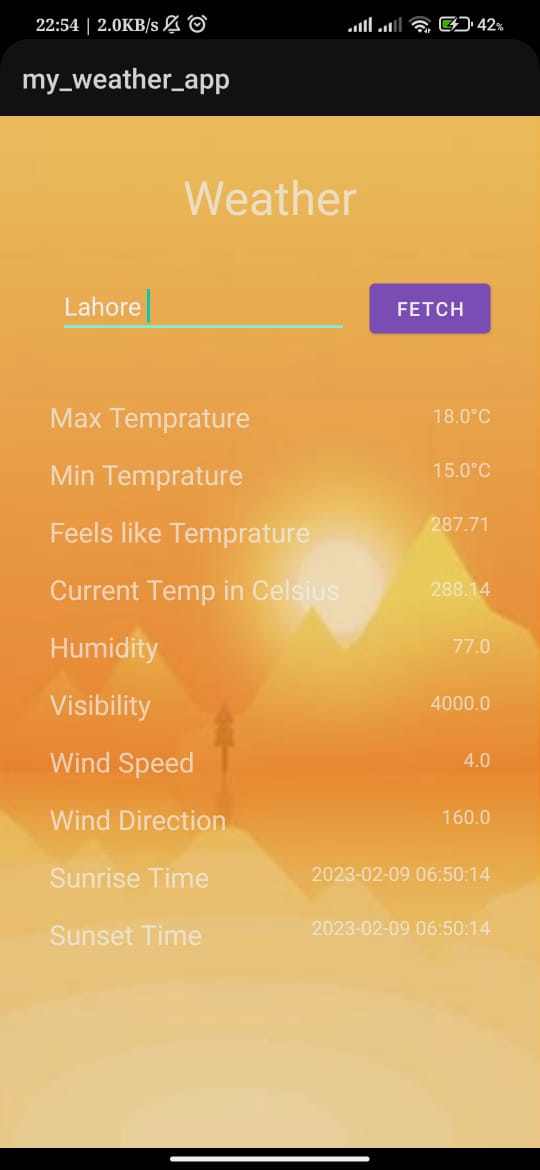 22:54 | 2.0KB/s 42%
my_weather_app
Weather
Lahore FETCH
Max Temprature 18.0°C
Min Temprature 15.0°C
Feels like Temprature 287.71
Current Temp in Celsius 288.14
Humidity 77.0
Visibility 4000.0
Wind Speed 4.0
Wind Direction 160.0
Sunrise Time 2023-02-09 06:50:14
Sunset Time 2023-02-09 06:50:14